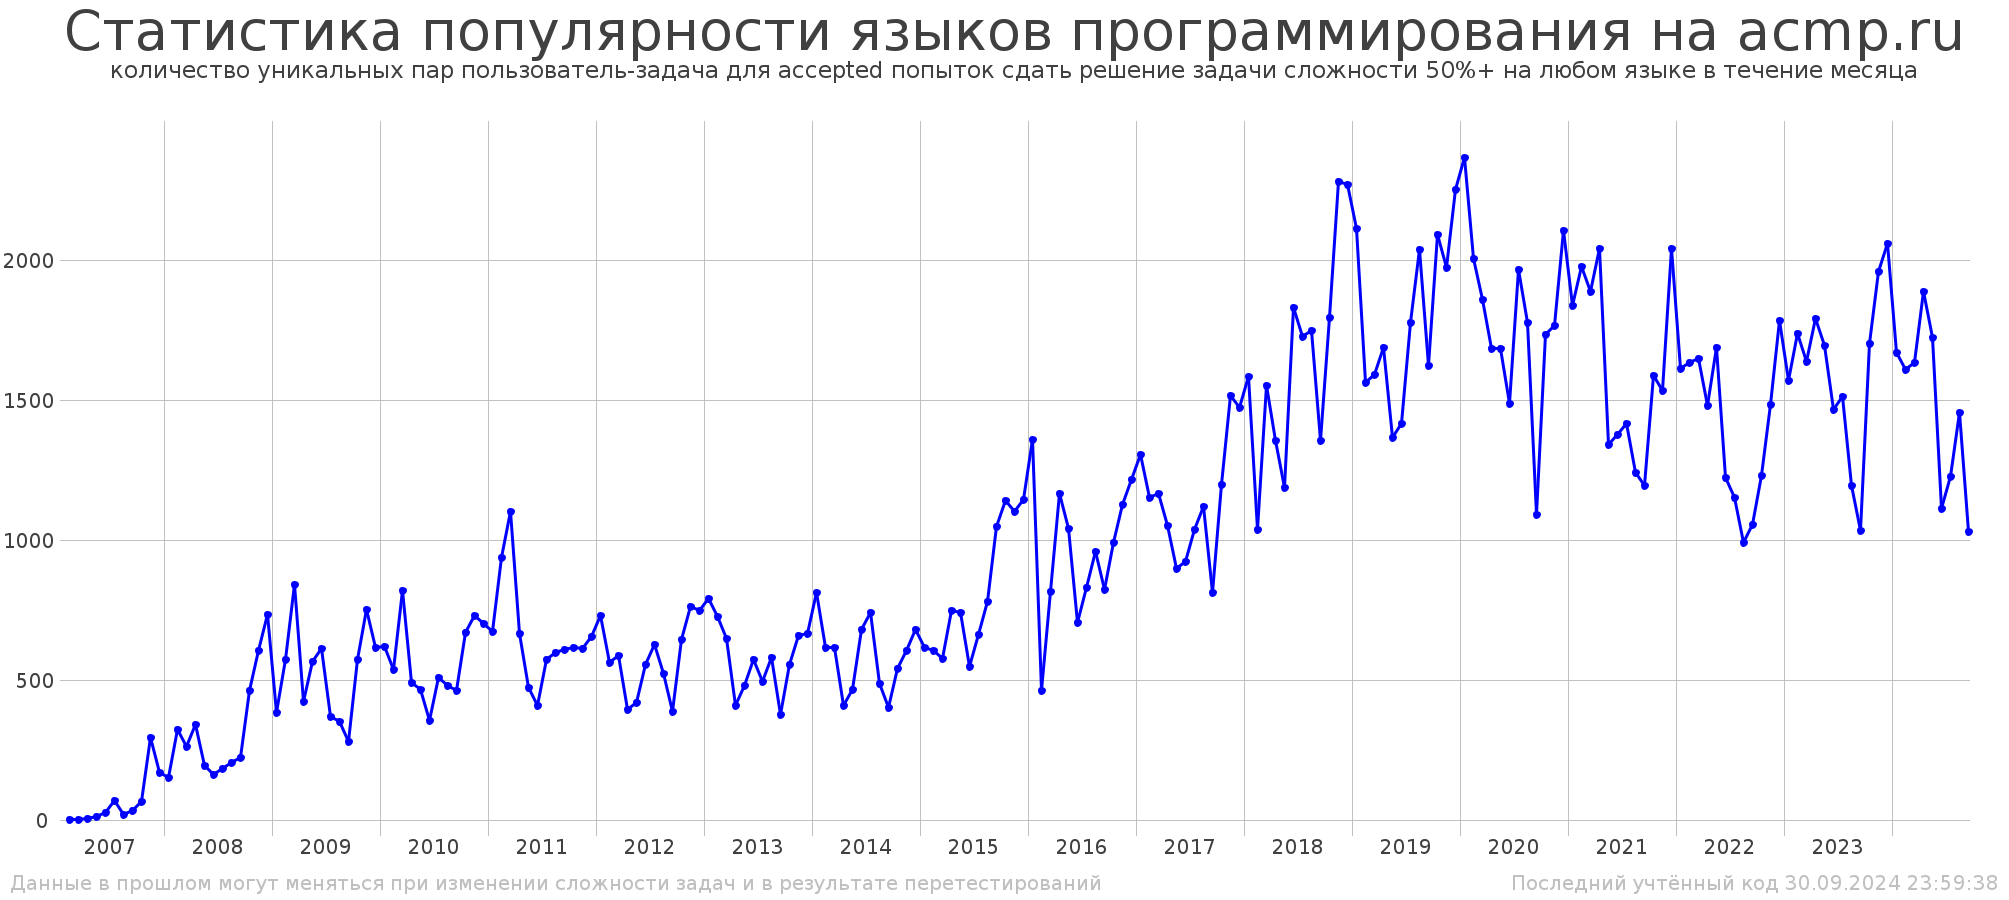 Статистика популярности языков программирования на acmp.ru
количество уникальных пар пользователь-задача для accepted попыток сдать решение задачи сложности 50%+ на любом языке в течение месяца
2000
1500
1000
500
0
2007 2008 2009 2010 2011 2012 2013 2014 2015 2016 2017 2018 2019 2020 2021 2022 2023
Данные в прошлом могут меняться при изменении сложности задач и в результате перетестирований
Последний учтённый код 30.09.2024 23:59:38